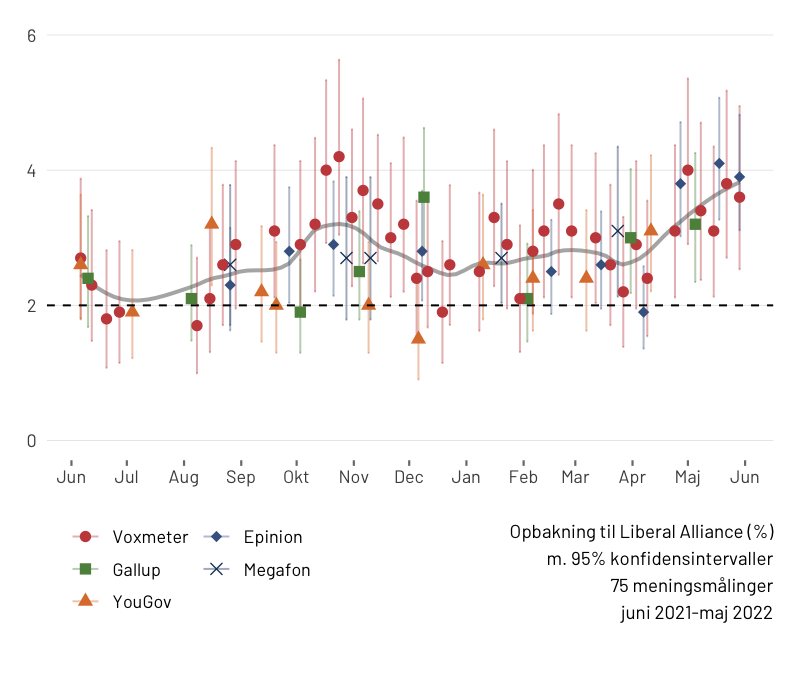 6
4
2
0
Jun Jul Aug Sep Okt Nov Dec Jan Feb Mar Apr Maj Jun
Voxmeter Epinion
Gallup Megafon
YouGov
Opbakning til Liberal Alliance (%)
m. 95% konfidensintervaller
75 meningsmålinger
juni 2021-maj 2022